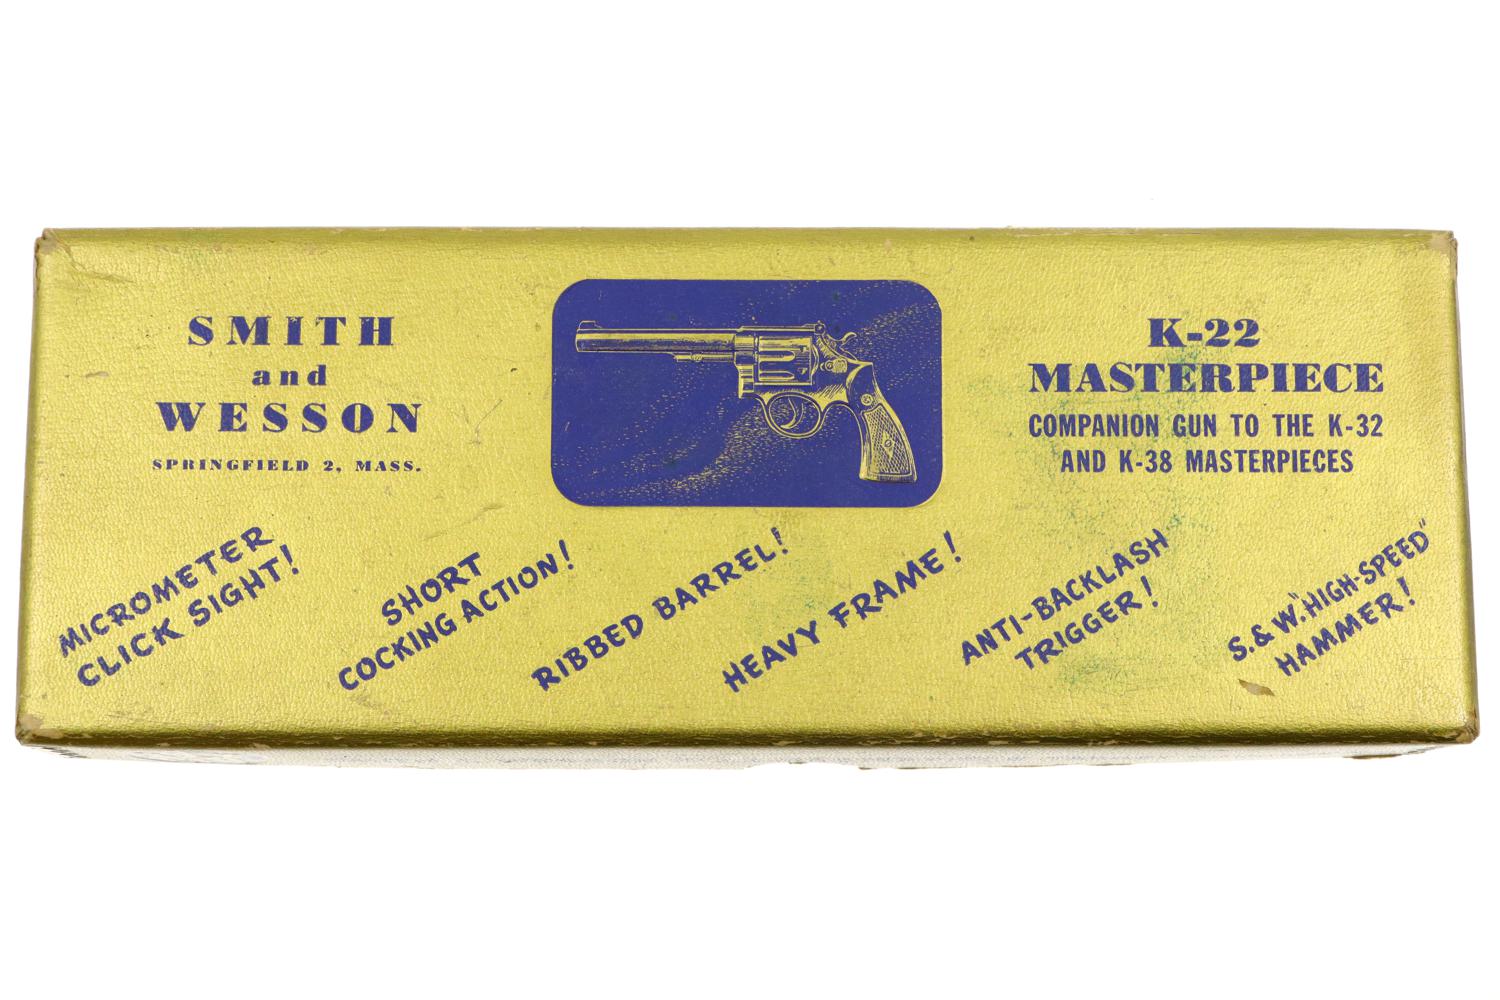 SMITH
and
WESSON
SPRINGFIELD 2, MASS.
K-22
MASTERPIECE
COMPANION GUN TO THE K-32
AND K-38 MASTERPIECES
MICROMETER
CLICK SIGHT!
SHORT
COCKING ACTION!
RIBBED BARREL!
HEAVY FRAME!
ANTI-BACKLASH
TRIGGER!
S. & W. "HIGH-SPEED"
HAMMER!